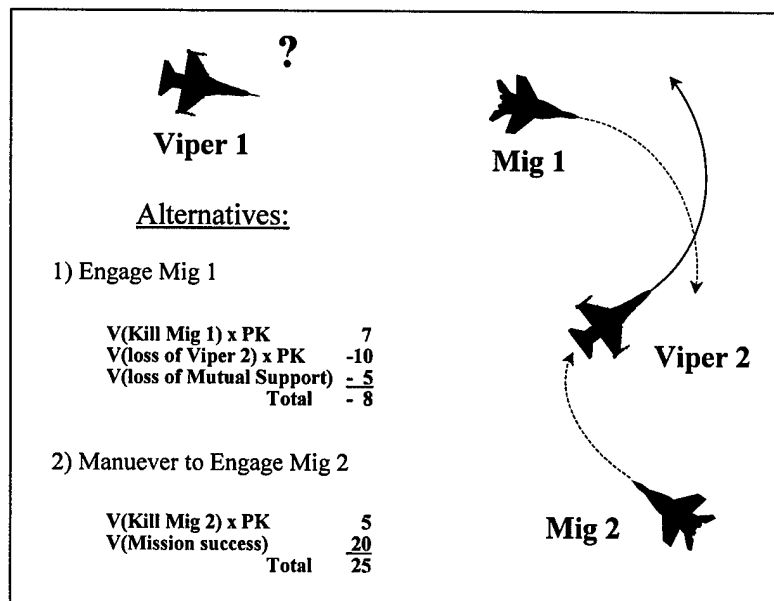 ?
Viper 1
Mig 1
Alternatives:
1) Engage Mig 1
V(Kill Mig 1) x PK 7
V(loss of Viper 2) x PK -10
V(loss of Mutual Support) - 5
Total - 8
Viper 2
2) Manuever to Engage Mig 2
V(Kill Mig 2) x PK 5
V(Mission success) 20
Total 25
Mig 2